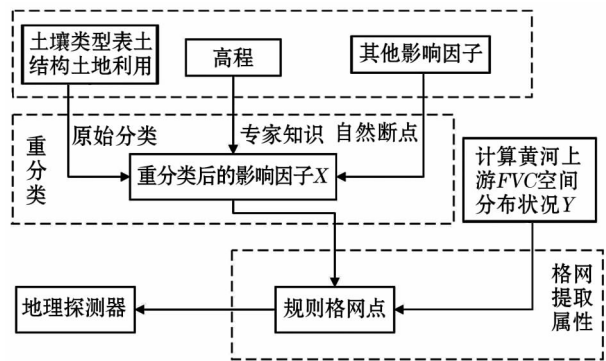 土壤类型表土
结构土地利用
高程
其他影响因子
重分类
原始分类
专家知识
自然断点
重分类后的影响因子X
计算黄河上
游FVC空间
分布状况Y
格网
提取
属性
规则格网点
地理探测器